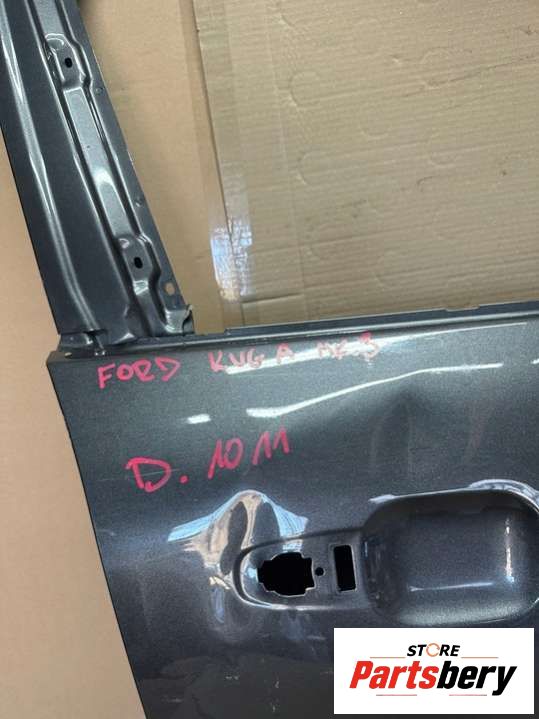 FORD KUGA MK3
D. 1011
STORE
Partsbery